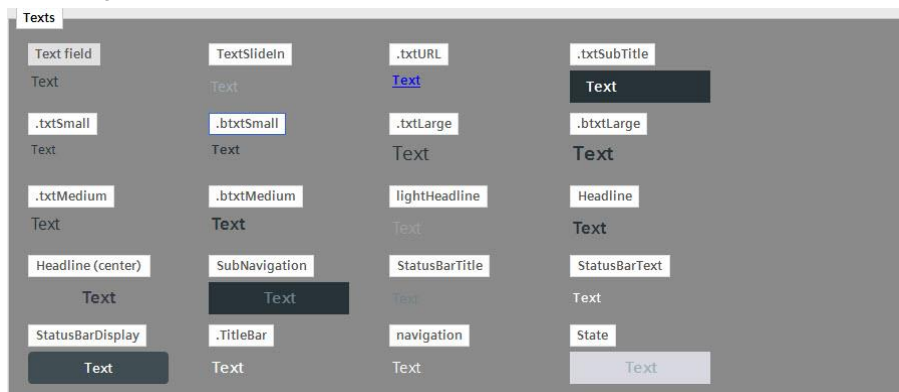 Texts
Text field TextSlideIn .txtURL .txtSubTitle
Text Text Text Text
.txtSmall .btxtSmall .txtLarge .btxtLarge
Text Text Text Text
.txtMedium .btxtMedium lightHeadline Headline
Text Text Text Text
Headline (center) SubNavigation StatusBarTitle StatusBarText
Text Text Text Text
StatusBarDisplay .TitleBar navigation State
Text Text Text Text